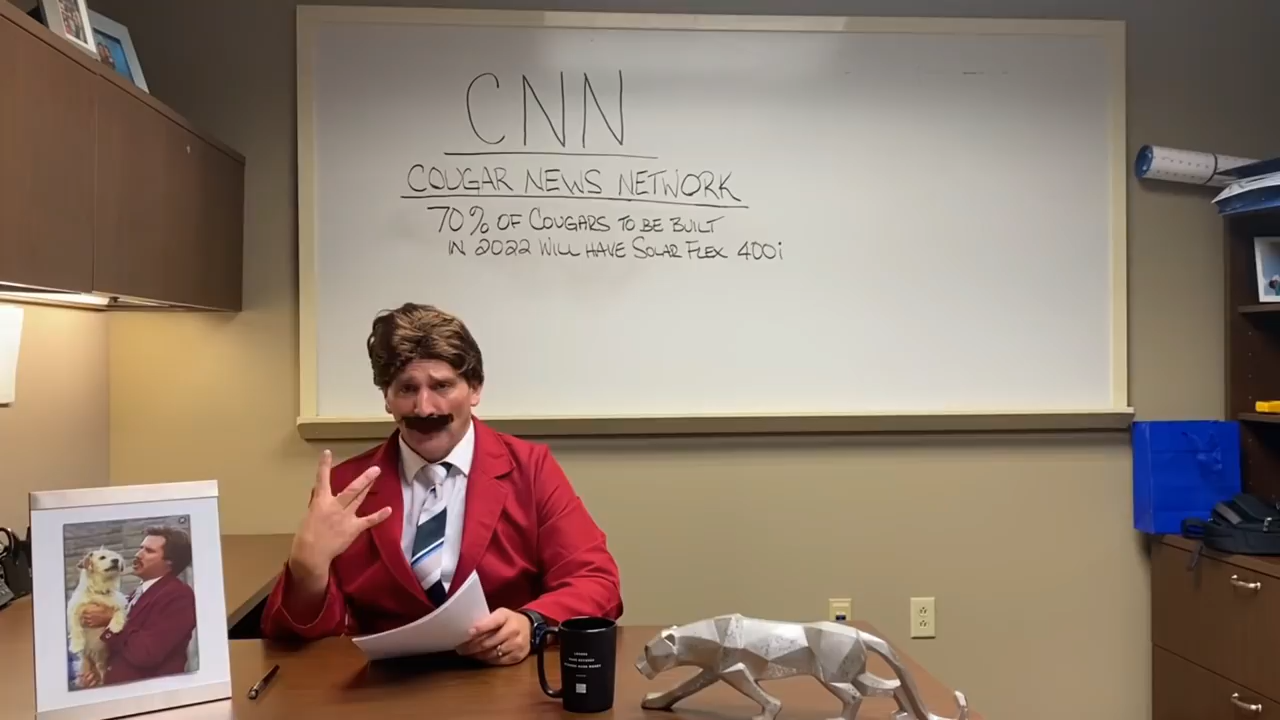 CNN
COUGAR NEWS NETWORK
70% OF COUGARS TO BE BUILT
IN 2022 WILL HAVE SOLAR FLEX 400i